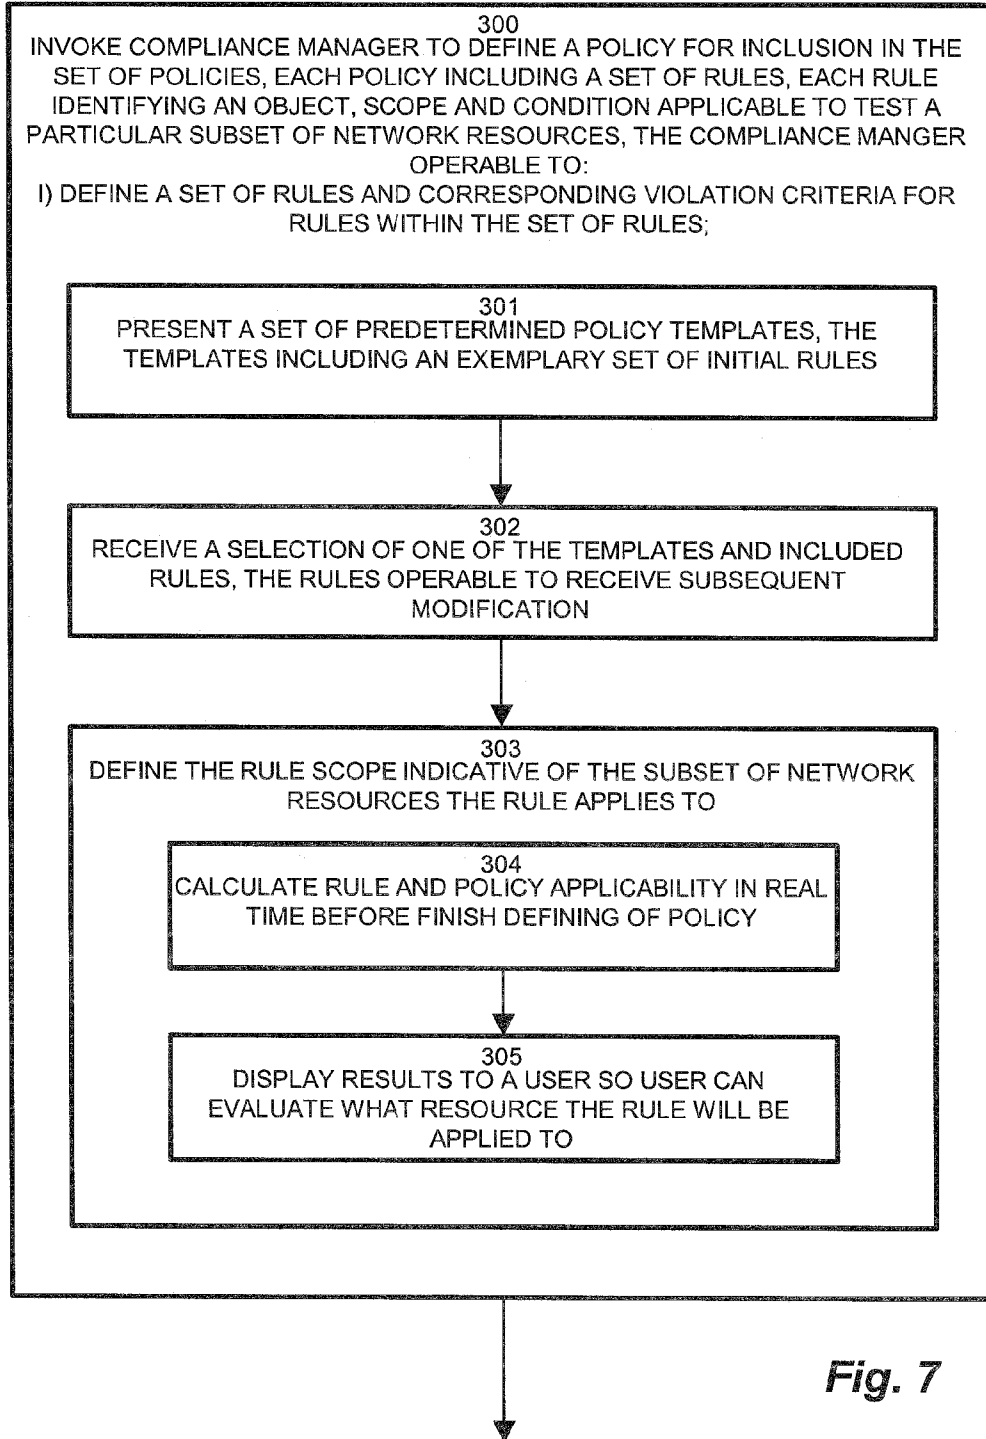 300
INVOKE COMPLIANCE MANAGER TO DEFINE A POLICY FOR INCLUSION IN THE
SET OF POLICIES, EACH POLICY INCLUDING A SET OF RULES, EACH RULE
IDENTIFYING AN OBJECT, SCOPE AND CONDITION APPLICABLE TO TEST A
PARTICULAR SUBSET OF NETWORK RESOURCES, THE COMPLIANCE MANGER
OPERABLE TO:
I) DEFINE A SET OF RULES AND CORRESPONDING VIOLATION CRITERIA FOR
RULES WITHIN THE SET OF RULES;
301
PRESENT A SET OF PREDETERMINED POLICY TEMPLATES, THE
TEMPLATES INCLUDING AN EXEMPLARY SET OF INITIAL RULES
302
RECEIVE A SELECTION OF ONE OF THE TEMPLATES AND INCLUDED
RULES, THE RULES OPERABLE TO RECEIVE SUBSEQUENT
MODIFICATION
303
DEFINE THE RULE SCOPE INDICATIVE OF THE SUBSET OF NETWORK
RESOURCES THE RULE APPLIES TO
304
CALCULATE RULE AND POLICY APPLICABILITY IN REAL
TIME BEFORE FINISH DEFINING OF POLICY
305
DISPLAY RESULTS TO A USER SO USER CAN
EVALUATE WHAT RESOURCE THE RULE WILL BE
APPLIED TO
Fig. 7